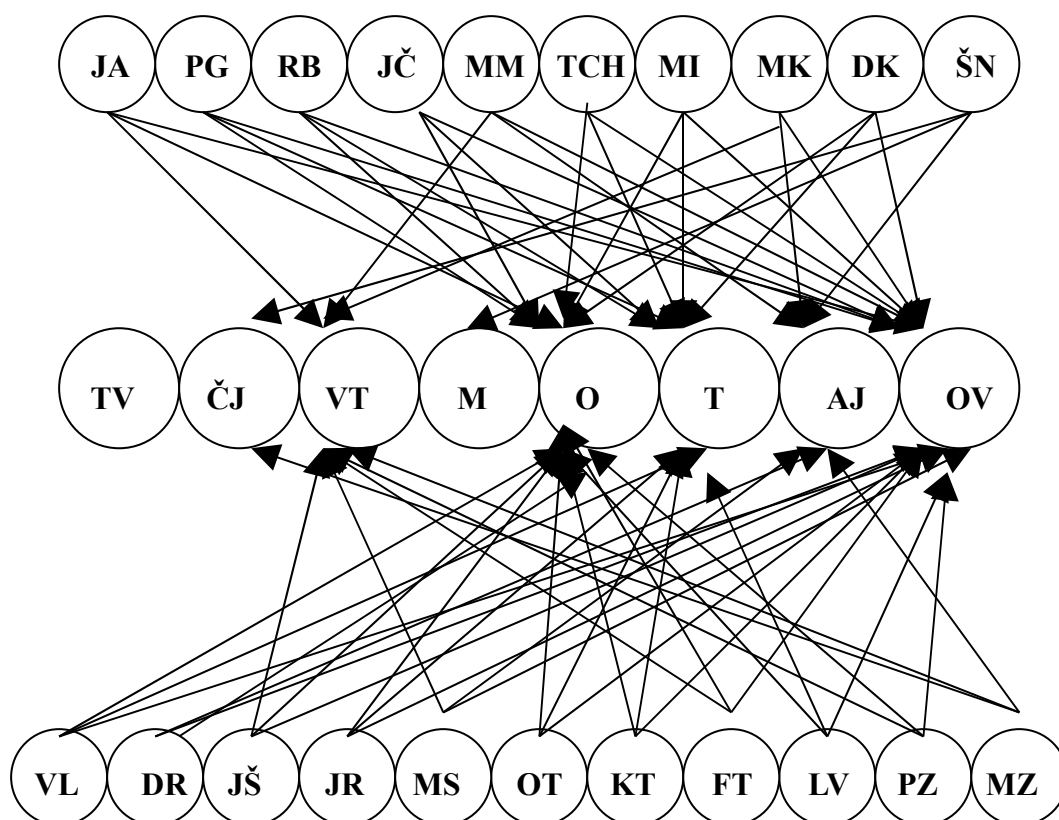 JA PG RB JČ MM TCH MI MK DK ŠN
TV ČJ VT M O T AJ OV
VL DR JŠ JR MS OT KT FT LV PZ MZ